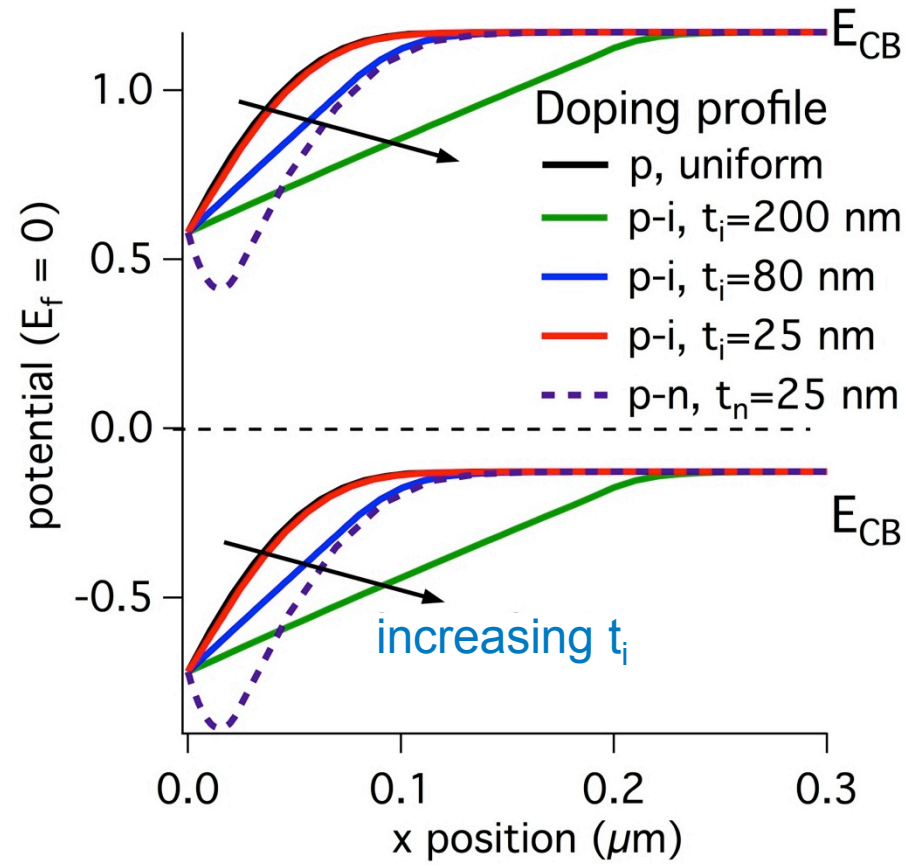 E_CB
1.0
Doping profile
p, uniform
p-i, t_i=200 nm
0.5
p-i, t_i=80 nm
p-i, t_i=25 nm
p-n, t_n=25 nm
0.0
potential (E_f = 0)
E_CB
-0.5
increasing t_i
0.0 0.1 0.2 0.3
x position (μm)